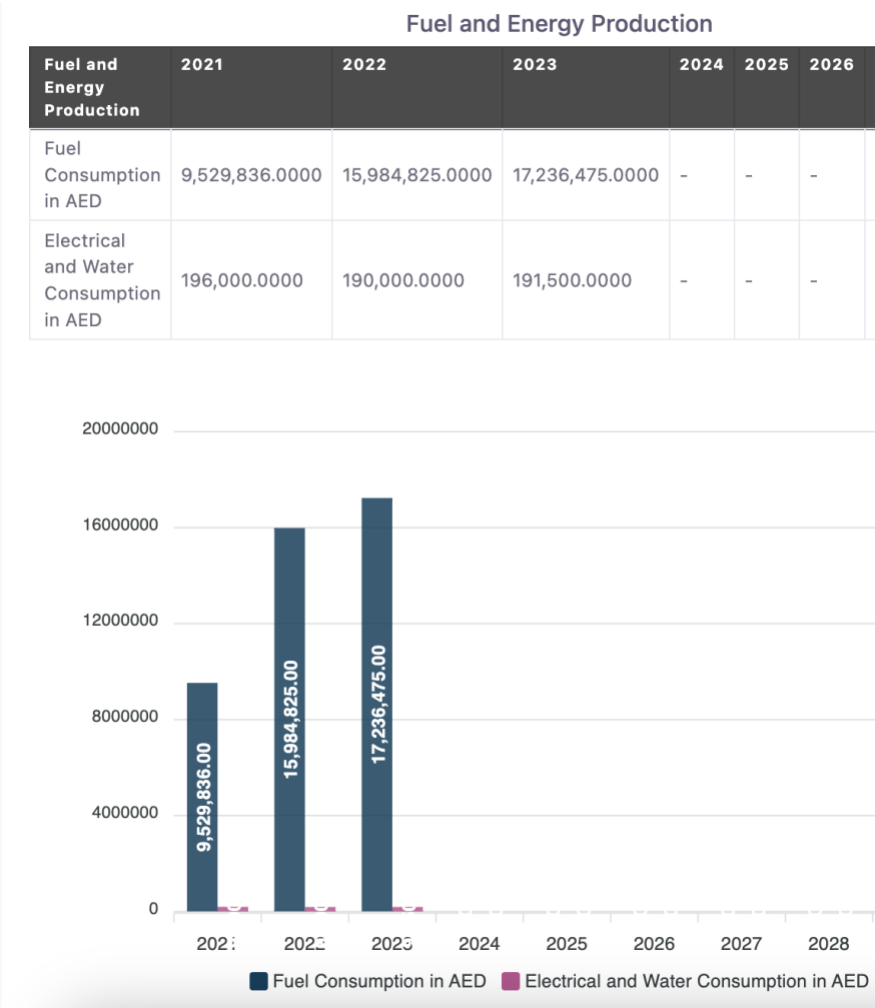 Fuel and Energy Production
Fuel and Energy Production 2021 2022 2023 2024 2025 2026
Fuel Consumption in AED 9,529,836.0000 15,984,825.0000 17,236,475.0000 - - -
Electrical and Water Consumption in AED 196,000.0000 190,000.0000 191,500.0000 - - -
20000000
16000000
12000000
8000000
4000000
0
9,529,836.00
15,984,825.00
17,236,475.00
2021 2022 2023 2024 2025 2026 2027 2028
Fuel Consumption in AED Electrical and Water Consumption in AED